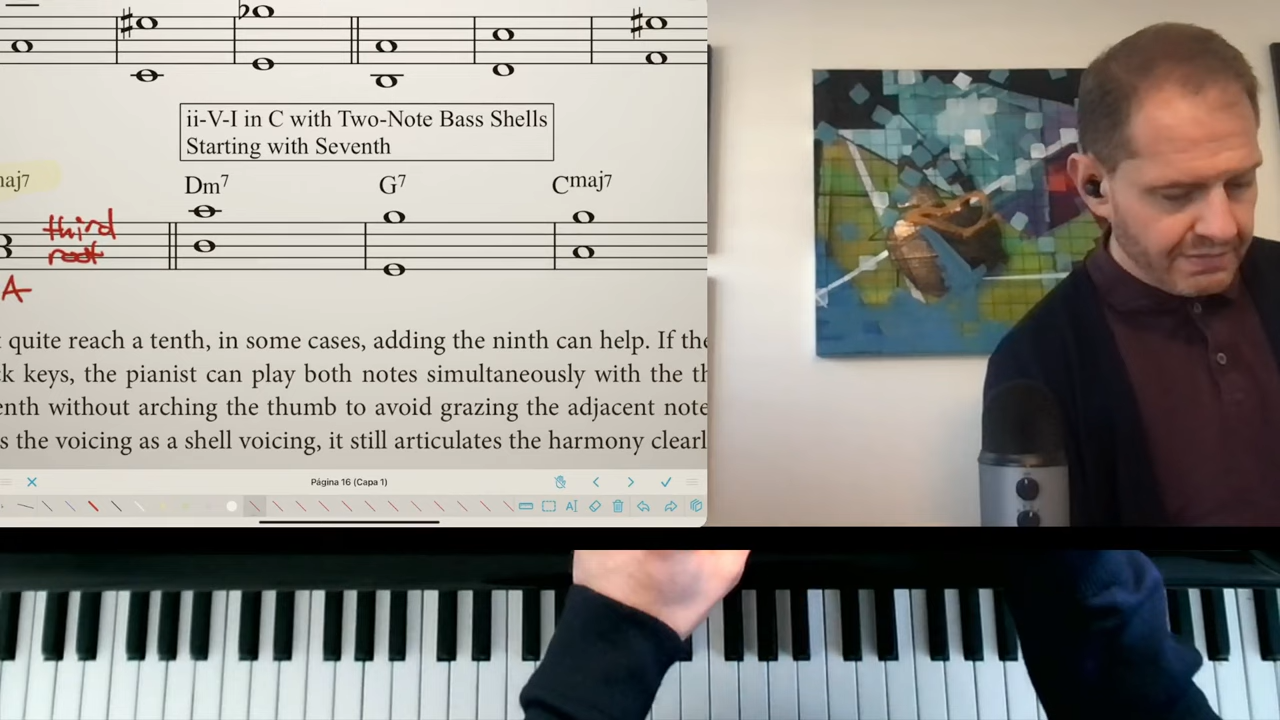 ii-V-I in C with Two-Note Bass Shells
Starting with Seventh
maj7 Dm7 G7 Cmaj7
third
root
A
quite reach a tenth, in some cases, adding the ninth can help. If the
keys, the pianist can play both notes simultaneously with the
without arching the thumb to avoid grazing the adjacent note
s the voicing as a shell voicing, it still articulates the harmony
Página 16 (Capa 1)
A